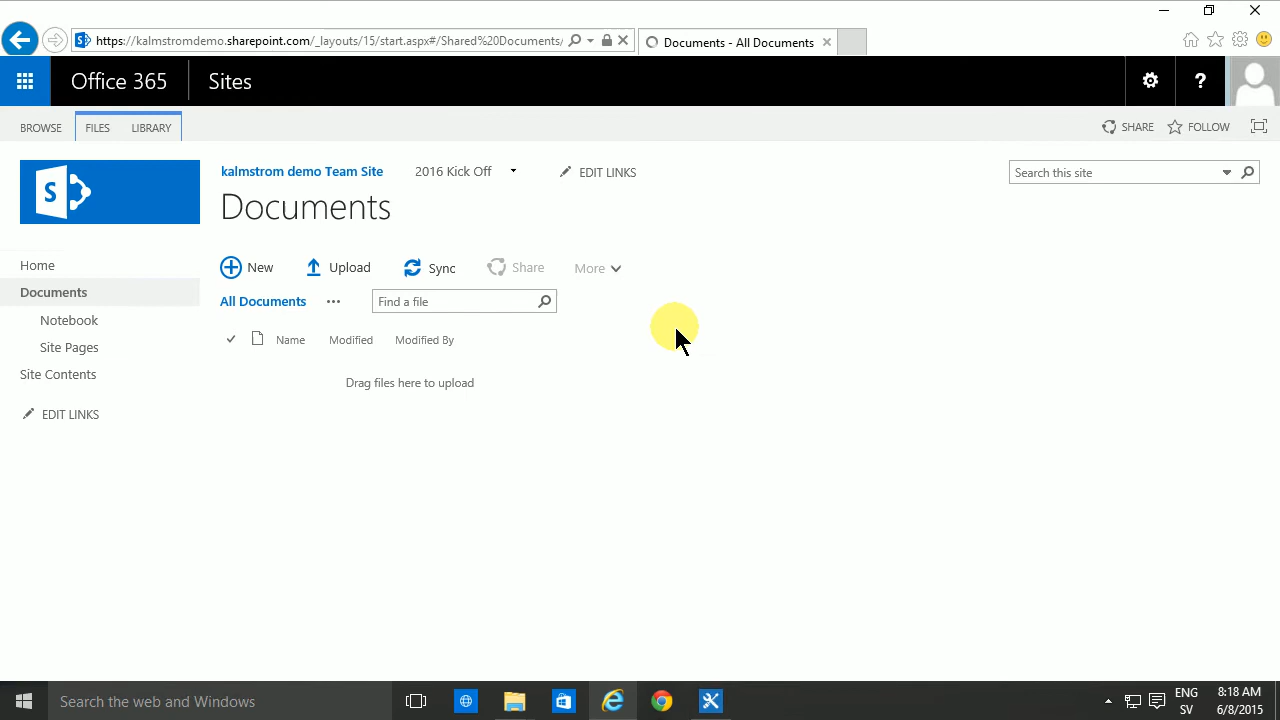 https://kalmstromdemo.sharepoint.com/_layouts/15/start.aspx#/Shared%20Documents/
Documents - All Documents
Office 365
Sites
?
BROWSE
FILES
LIBRARY
SHARE
FOLLOW
S
kalmstrom demo Team Site
2016 Kick Off
EDIT LINKS
Search this site
Documents
Home
Documents
Notebook
Site Pages
Site Contents
EDIT LINKS
New
Upload
Sync
Share
More
All Documents
Find a file
Name
Modified
Modified By
Drag files here to upload
Search the web and Windows
ENG
SV
8:18 AM
6/8/2015